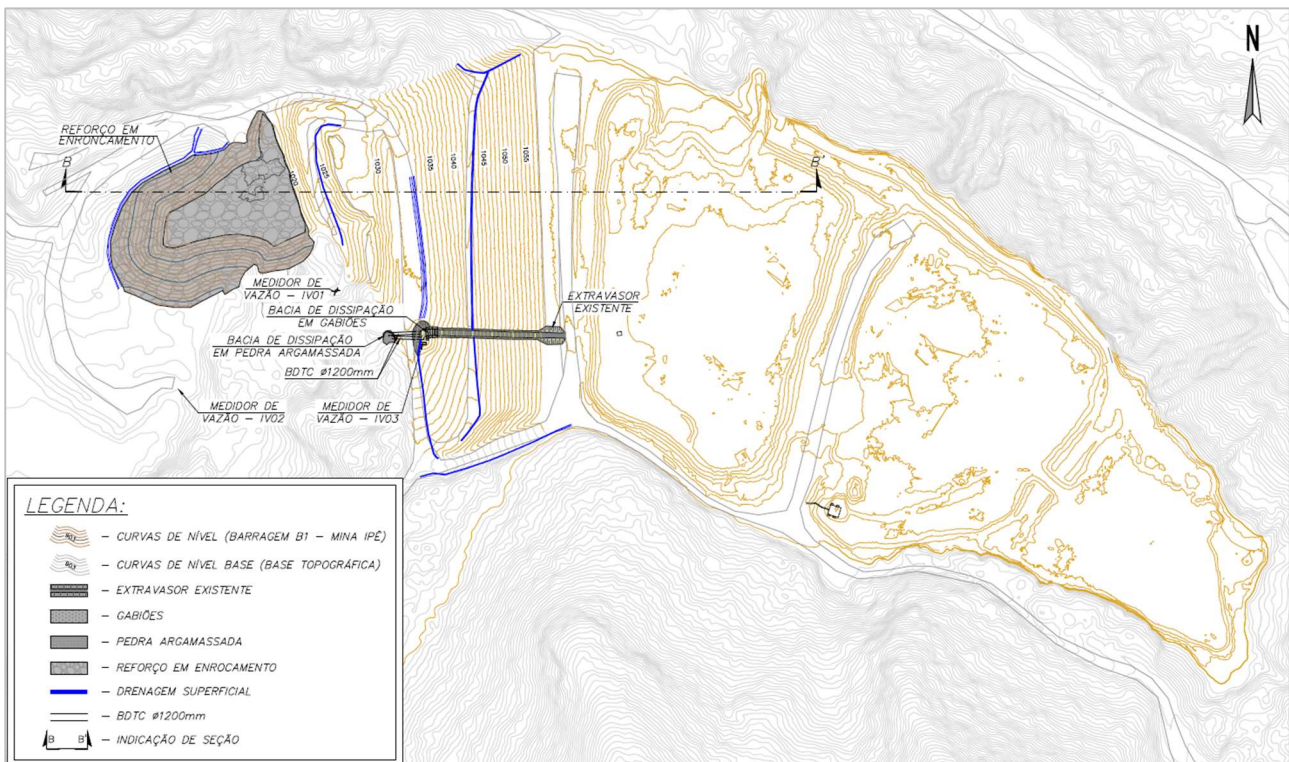 N
REFORÇO EM
ENRONCAMENTO
B
B'
1020
1025
1030
1035
1040
1045
1050
1055
MEDIDOR DE
VAZÃO - IV01
BACIA DE DISSIPAÇÃO
EM GABIÕES
EXTRAVASOR
EXISTENTE
BACIA DE DISSIPAÇÃO
EM PEDRA ARGAMASSADA
BDTC Ø1200mm
MEDIDOR DE
VAZÃO - IV02
MEDIDOR DE
VAZÃO - IV03
LEGENDA:
- CURVAS DE NÍVEL (BARRAGEM B1 - MINA IPÊ)
- CURVAS DE NÍVEL BASE (BASE TOPOGRÁFICA)
- EXTRAVASOR EXISTENTE
- GABIÕES
- PEDRA ARGAMASSADA
- REFORÇO EM ENROCAMENTO
- DRENAGEM SUPERFICIAL
- BDTC Ø1200mm
B B' - INDICAÇÃO DE SEÇÃO